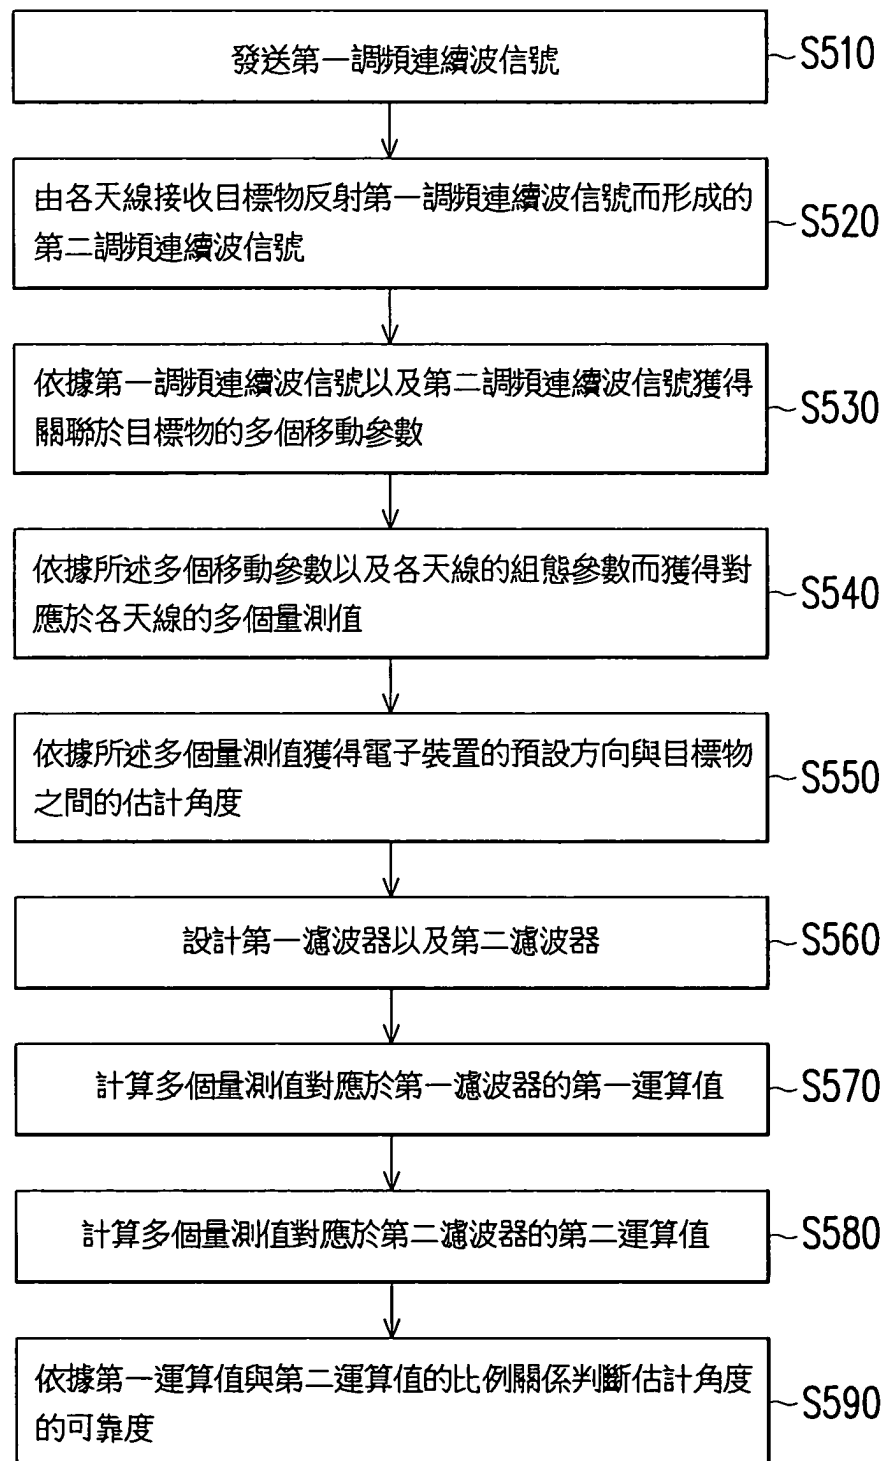 發送第一調頻連續波信號
S510
由各天線接收目標物反射第一調頻連續波信號而形成的
第二調頻連續波信號
S520
依據第一調頻連續波信號以及第二調頻連續波信號獲得
關聯於目標物的多個移動參數
S530
依據所述多個移動參數以及各天線的組態參數而獲得對
應於各天線的多個量測值
S540
依據所述多個量測值獲得電子裝置的預設方向與目標物
之間的估計角度
S550
設計第一濾波器以及第二濾波器
S560
計算多個量測值對應於第一濾波器的第一運算值
S570
計算多個量測值對應於第二濾波器的第二運算值
S580
依據第一運算值與第二運算值的比例關係判斷估計角度
的可靠度
S590